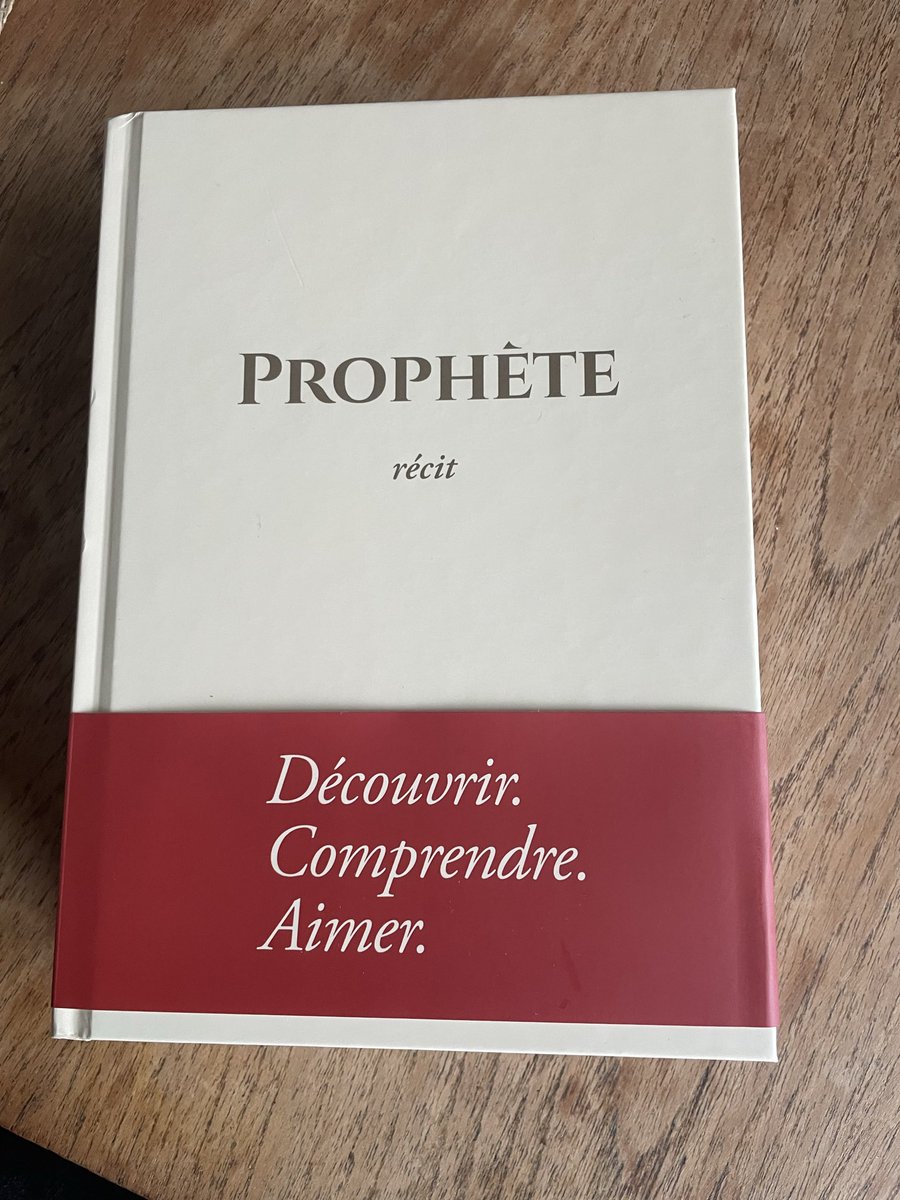 PROPHÊTE
récit
Découvrir.
Comprendre.
Aimer.